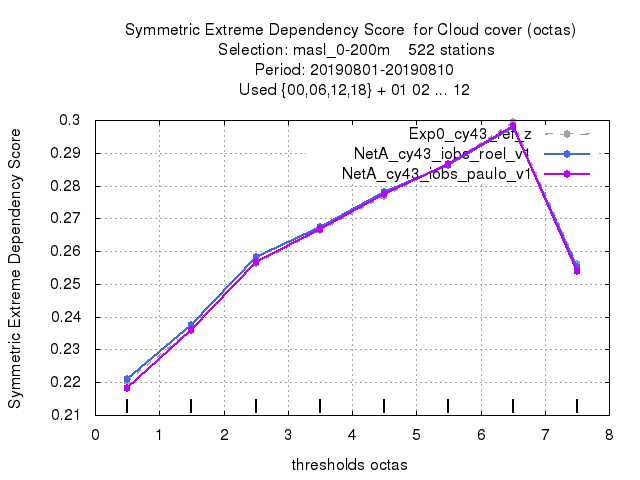 Symmetric Extreme Dependency Score  for Cloud cover (octas)
Selection: masl_0-200m    522 stations
Period: 20190801-20190810
Used {00,06,12,18} + 01 02 ... 12
Symmetric Extreme Dependency Score
0.3
0.29
0.28
0.27
0.26
0.25
0.24
0.23
0.22
0.21
Exp0_cy43_ref_z
NetA_cy43_iobs_roel_v1
NetA_cy43_iobs_paulo_v1
0 1 2 3 4 5 6 7 8
thresholds octas